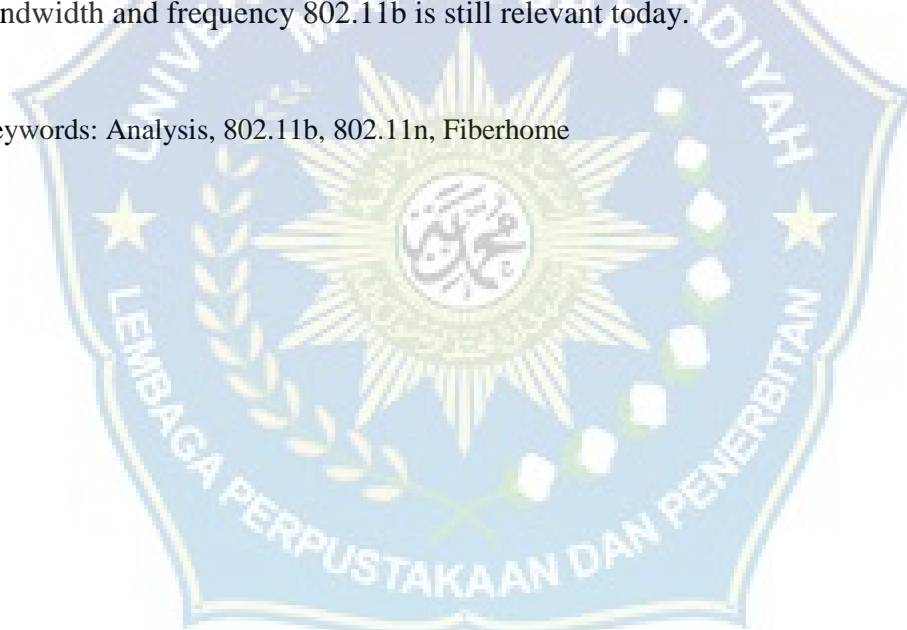 ndwidth and frequency 802.11b is still relevant today.
eywords: Analysis, 802.11b, 802.11n, Fiberhome
LEMBAGA PERPUSTAKAAN DAN PENERBITAN